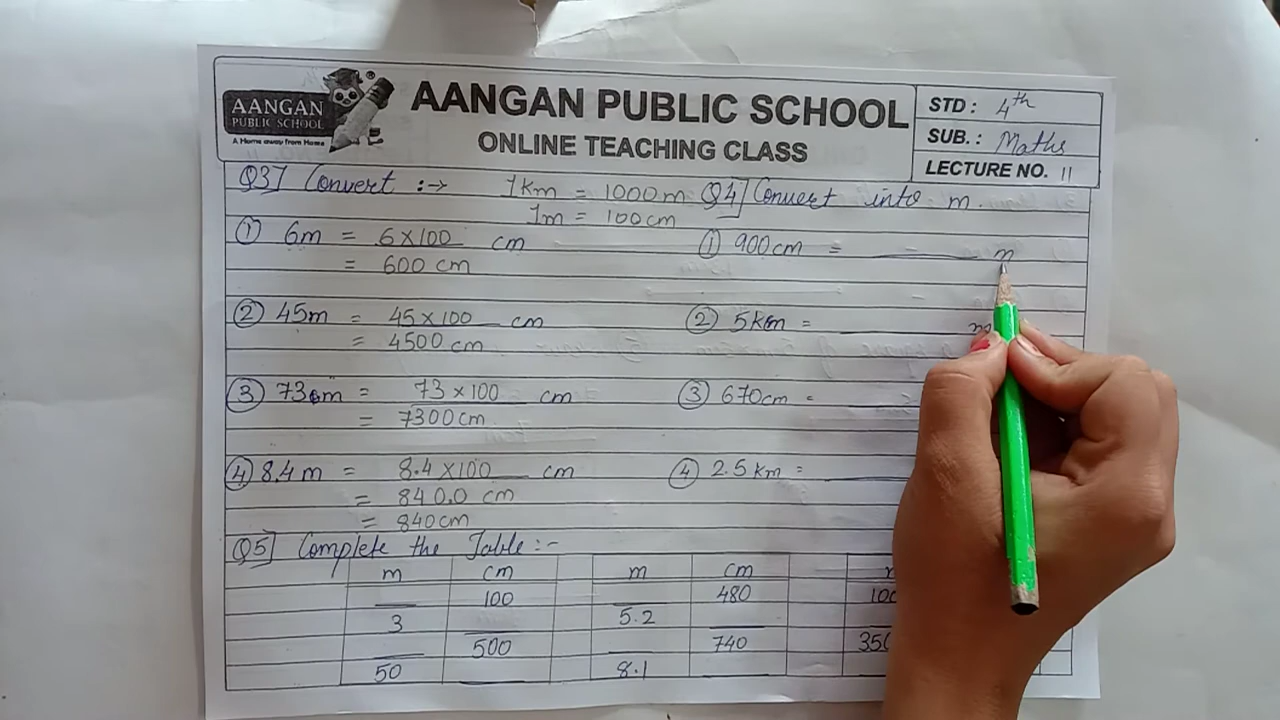 AANGAN
PUBLIC SCHOOL
A Home away from Home
AANGAN PUBLIC SCHOOL
ONLINE TEACHING CLASS
STD : 4th
SUB. : Maths
LECTURE NO. 11
Q3] Convert :→ 1km = 1000m
1m = 100cm
① 6m = 6×100 cm
= 600 cm
② 45m = 45×100 cm
= 4500 cm
③ 73m = 73×100 cm
= 7300cm
④ 8.4m = 8.4×100 cm
= 840.0 cm
= 840cm
Q4] Convert into m.
① 900cm = m
② 5km = m
③ 670cm =
④ 2.5km =
Q5] Complete the Table:-
m cm m cm
100 480 100
3 5.2
500 740 350
50 8.1